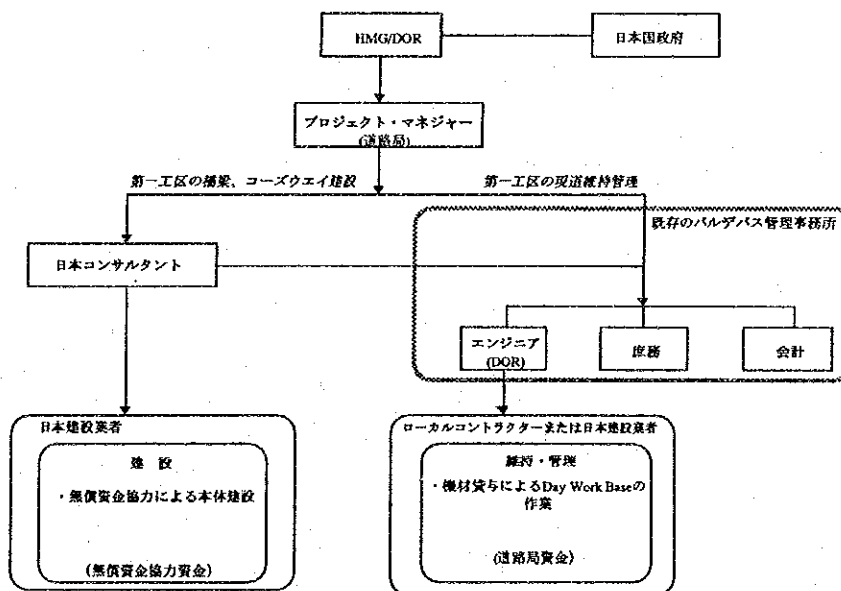 HMG/DOR
日本国政府
プロジェクト・マネジャー
(道路局)
第一工区の橋梁、コーズウエイ建設
第一工区の現道維持管理
既存のバルデバス管理事務所
日本コンサルタント
エンジニア
(DOR)
庶務
会計
日本建設業者
建　設
・無償資金協力による本体建設
(無償資金協力資金)
ローカルコントラクターまたは日本建設業者
維持・管理
・機材貸与によるDay Work Baseの
作業
(道路局資金)